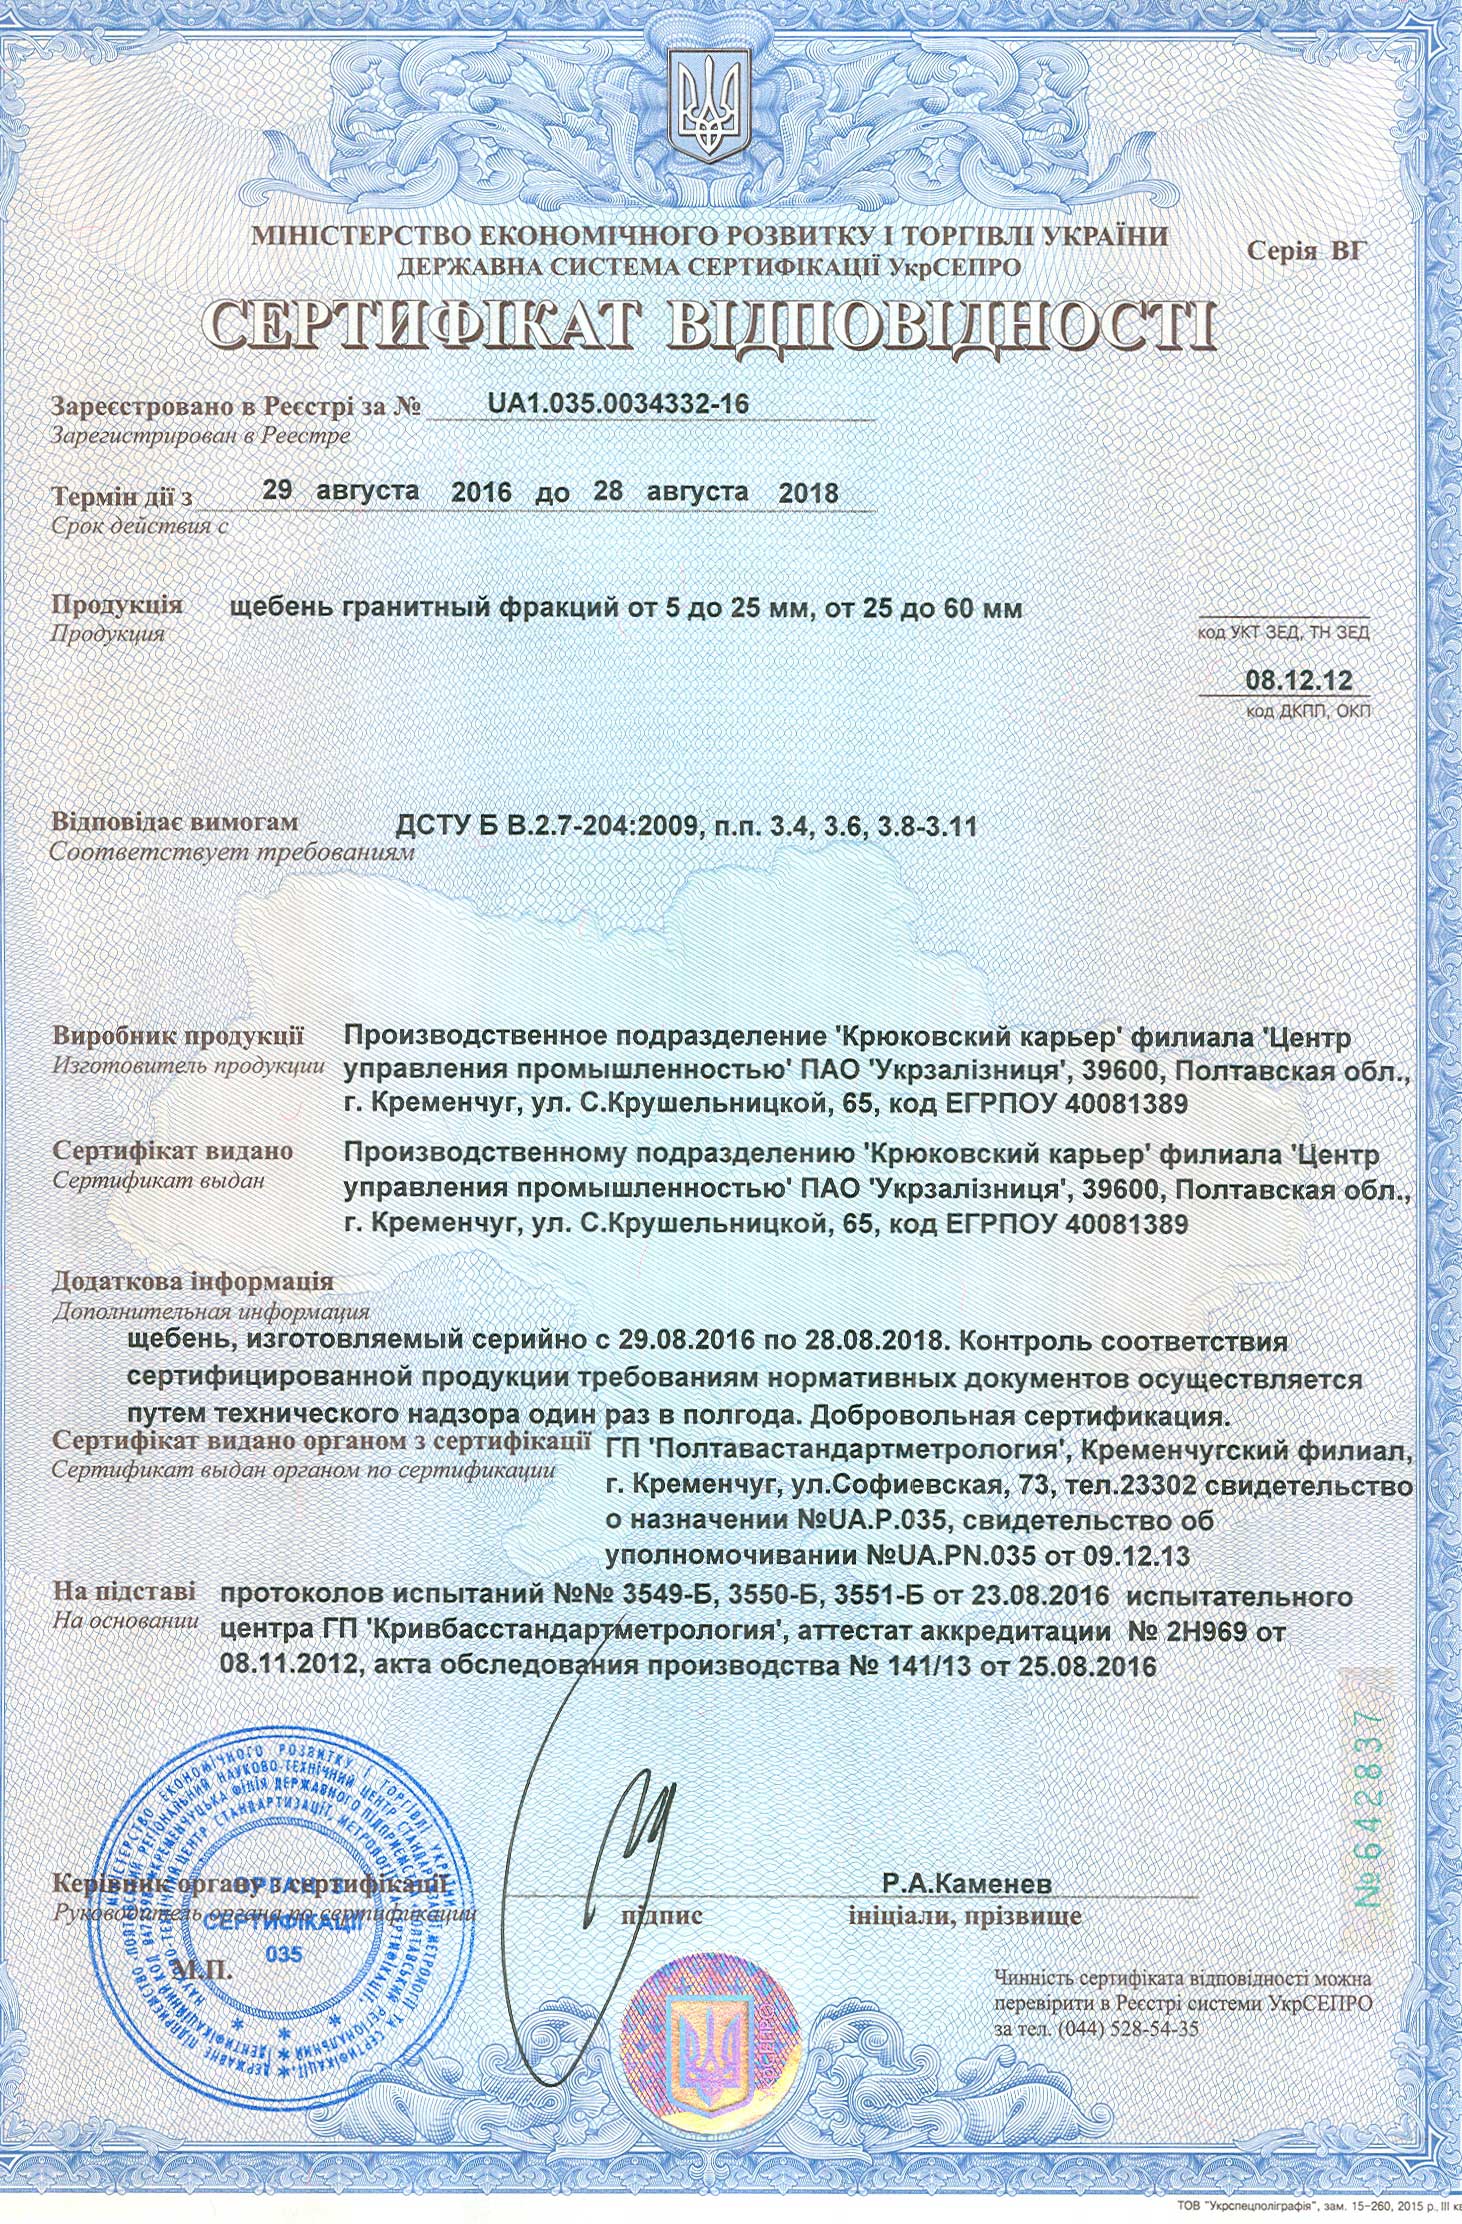 МІНІСТЕРСТВО ЕКОНОМІЧНОГО РОЗВИТКУ І ТОРГІВЛІ УКРАЇНИ
ДЕРЖАВНА СИСТЕМА СЕРТИФІКАЦІЇ УкрСЕПРО
Серія ВГ
СЕРТИФІКАТ ВІДПОВІДНОСТІ
Зареєстровано в Реєстрі за № UA1.035.0034332-16
Зарегистрирован в Реестре
Термін дії з 29 августа 2016 до 28 августа 2018
Срок действия с
Продукція щебень гранитный фракций от 5 до 25 мм, от 25 до 60 мм
Продукция
код УКТ ЗЕД, ТН ЗЕД
08.12.12
код ДКПП, ОКП
Відповідає вимогам ДСТУ Б В.2.7-204:2009, п.п. 3.4, 3.6, 3.8-3.11
Соответствует требованиям
Виробник продукції Производственное подразделение 'Крюковский карьер' филиала 'Центр
Изготовитель продукции управления промышленностью' ПАО 'Укрзалізниця', 39600, Полтавская обл.,
г. Кременчуг, ул. С.Крушельницкой, 65, код ЕГРПОУ 40081389
Сертифікат видано Производственному подразделению 'Крюковский карьер' филиала 'Центр
Сертификат выдан управления промышленностью' ПАО 'Укрзалізниця', 39600, Полтавская обл.,
г. Кременчуг, ул. С.Крушельницкой, 65, код ЕГРПОУ 40081389
Додаткова інформація
Дополнительная информация
щебень, изготовляемый серийно с 29.08.2016 по 28.08.2018. Контроль соответствия
сертифицированной продукции требованиям нормативных документов осуществляется
путем технического надзора один раз в полгода. Добровольная сертификация.
Сертифікат видано органом з сертифікації ГП 'Полтавастандартметрология', Кременчугский филиал,
Сертификат выдан органом по сертификации г. Кременчуг, ул.Софиевская, 73, тел.23302 свидетельство
о назначении №UA.P.035, свидетельство об
уполномочивании №UA.PN.035 от 09.12.13
На підставі протоколов испытаний №№ 3549-Б, 3550-Б, 3551-Б от 23.08.2016 испытательного
На основании центра ГП 'Кривбасстандартметрология', аттестат аккредитации № 2Н969 от
08.11.2012, акта обследования производства № 141/13 от 25.08.2016
№ 642837
Керівник органу з сертифікації Р.А.Каменев
Руководитель органа по сертификации підпис ініціали, прізвище
М.П.
ОРГАН З
СЕРТИФІКАЦІЇ
035
Чинність сертифіката відповідності можна
перевірити в Реєстрі системи УкрСЕПРО
за тел. (044) 528-54-35
ТОВ "Укрспецполіграфія", зам. 15-260, 2015 р., III кв